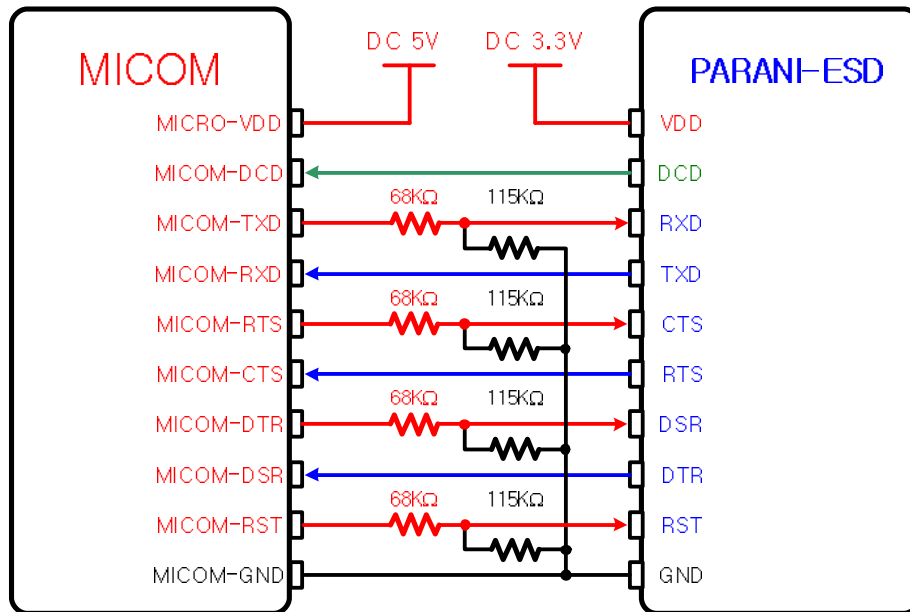 DC 5V DC 3.3V
MICOM PARANI-ESD
MICRO-VDD VDD
MICOM-DCD DCD
68KΩ 115KΩ
MICOM-TXD RXD
MICOM-RXD TXD
68KΩ 115KΩ
MICOM-RTS CTS
MICOM-CTS RTS
68KΩ 115KΩ
MICOM-DTR DSR
MICOM-DSR DTR
68KΩ 115KΩ
MICOM-RST RST
MICOM-GND GND